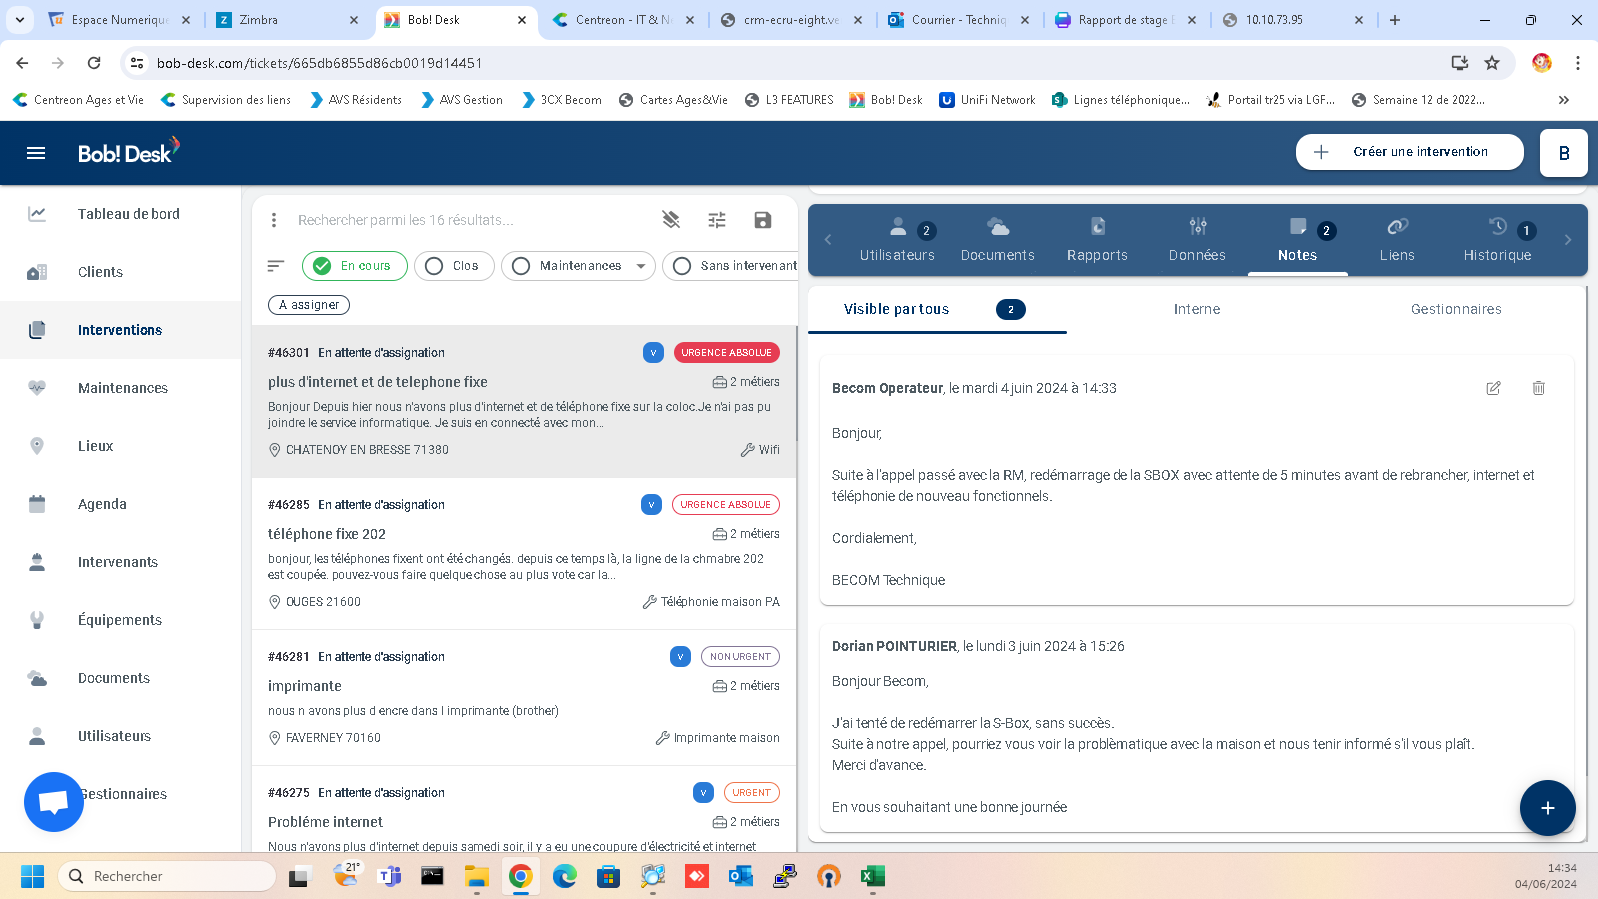 Espace Numerique
Zimbra
Bob! Desk
Centreon - IT & N
crm-ecru-eight.ve
Courrier - Techniq
Rapport de stage
10.10.73.95
bob-desk.com/tickets/665db6855d86cb0019d14451
Centreon Ages et Vie
Supervision des liens
AVS Résidents
AVS Gestion
3CX Becom
Cartes Ages&Vie
L3 FEATURES
Bob! Desk
UniFi Network
Lignes téléphonique...
Portail tr25 via LGF...
Semaine 12 de 2022...
Bob! Desk
Créer une intervention
B
Tableau de bord
Clients
Interventions
Maintenances
Lieux
Agenda
Intervenants
Équipements
Documents
Utilisateurs
Gestionnaires
Rechercher parmi les 16 résultats...
En cours
Clos
Maintenances
Sans intervenant
A assigner
#46301 En attente d'assignation
V
URGENCE ABSOLUE
plus d'internet et de telephone fixe
2 métiers
Bonjour Depuis hier nous n'avons plus d'internet et de téléphone fixe sur la coloc.Je n'ai pas pu
joindre le service informatique. Je suis en connecté avec mon...
CHATENOY EN BRESSE 71380
Wifi
#46285 En attente d'assignation
V
URGENCE ABSOLUE
téléphone fixe 202
2 métiers
bonjour, les téléphones fixent ont été changés. depuis ce temps là, la ligne de la chmabre 202
est coupée. pouvez-vous faire quelque chose au plus vote car la...
OUGES 21600
Téléphonie maison PA
#46281 En attente d'assignation
V
NON URGENT
imprimante
2 métiers
nous n avons plus d encre dans l imprimante (brother)
FAVERNEY 70160
Imprimante maison
#46275 En attente d'assignation
V
URGENT
Probléme internet
2 métiers
Nous n'avons plus d'internet depuis samedi soir, il y a eu une coupure d'électricité et internet
Utilisateurs
2
Documents
Rapports
Données
Notes
2
Liens
Historique
1
Visible par tous
2
Interne
Gestionnaires
Becom Operateur, le mardi 4 juin 2024 à 14:33
Bonjour,
Suite à l'appel passé avec la RM, redémarrage de la SBOX avec attente de 5 minutes avant de rebrancher, internet et
téléphonie de nouveau fonctionnels.
Cordialement,
BECOM Technique
Dorian POINTURIER, le lundi 3 juin 2024 à 15:26
Bonjour Becom,
J'ai tenté de redémarrer la S-Box, sans succès.
Suite à notre appel, pourriez vous voir la problèmatique avec la maison et nous tenir informé s'il vous plaît.
Merci d'avance.
En vous souhaitant une bonne journée
Rechercher
21°
14:34
04/06/2024